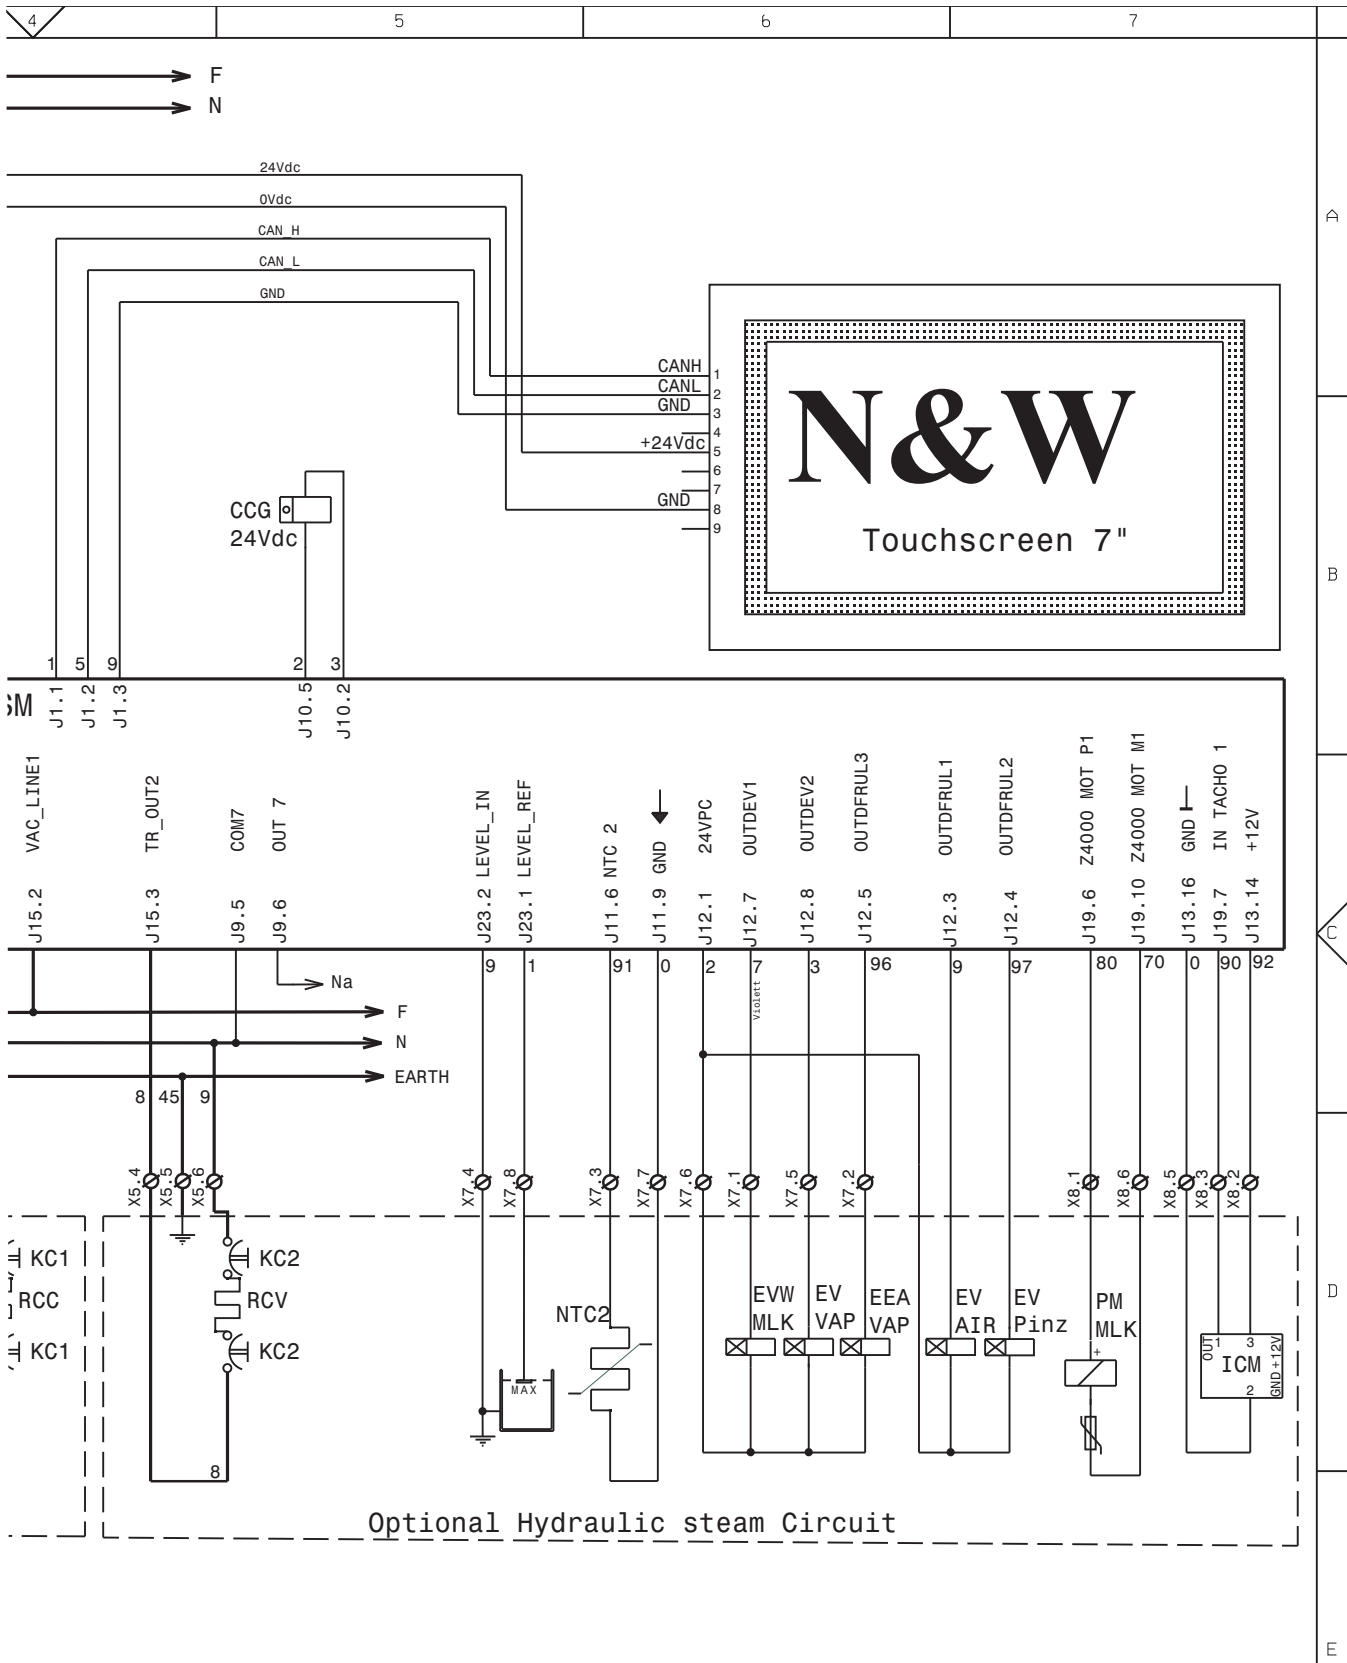 4 5 6 7
F
N
24Vdc
0Vdc
CAN_H
CAN_L
GND
A
CANH 1
CANL 2
GND 3
4
+24Vdc 5
6
7
GND 8
9
N&W
Touchscreen 7"
CCG
24Vdc
B
1 5 9 2 3
SM
J1.1
J1.2
J1.3
J10.5
J10.2
J15.2 VAC_LINE1
J15.3 TR_OUT2
J9.5 COM7
J9.6 OUT 7
J23.2 LEVEL_IN
J23.1 LEVEL_REF
J11.6 NTC 2
J11.9 GND
J12.1 24VPC
J12.7 OUTDEV1
J12.8 OUTDEV2
J12.5 OUTDFRUL3
J12.3 OUTDFRUL1
J12.4 OUTDFRUL2
J19.6 Z4000 MOT P1
J19.10 Z4000 MOT M1
J13.16 GND
J19.7 IN TACHO 1
J13.14 +12V
C
9 1 91 0 2 7 3 96 9 97 80 70 0 90 92
Violett
Na
F
N
EARTH
8 45 9
X5.4
X5.5
X5.6
X7.4
X7.8
X7.3
X7.7
X7.6
X7.1
X7.5
X7.2
X8.1
X8.6
X8.5
X8.3
X8.2
KC1
RCC
KC1
KC2
RCV
KC2
8
MAX
NTC2
EVW
MLK
EV
VAP
EEA
VAP
EV
AIR
EV
Pinz
PM
MLK
+
OUT 1 3
ICM
2
GND +12V
D
Optional Hydraulic steam Circuit
E